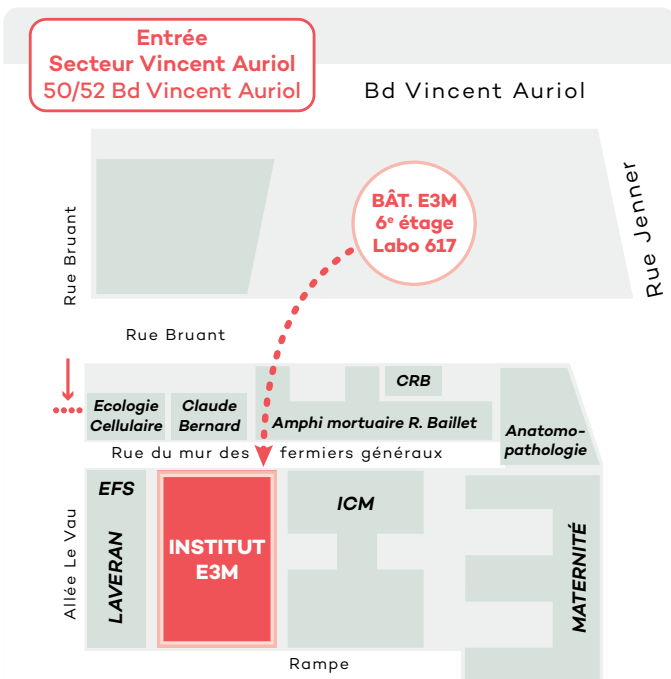 Entrée
Secteur Vincent Auriol
50/52 Bd Vincent Auriol
Bd Vincent Auriol
BÂT. E3M
6e étage
Labo 617
Rue Jenner
Rue Bruant
Rue Bruant
CRB
Ecologie
Cellulaire
Claude
Bernard
Amphi mortuaire R. Baillet
Anatomo-
pathologie
Rue du mur des fermiers généraux
EFS
ICM
Allée Le Vau
LAVERAN
INSTITUT
E3M
MATERNITÉ
Rampe